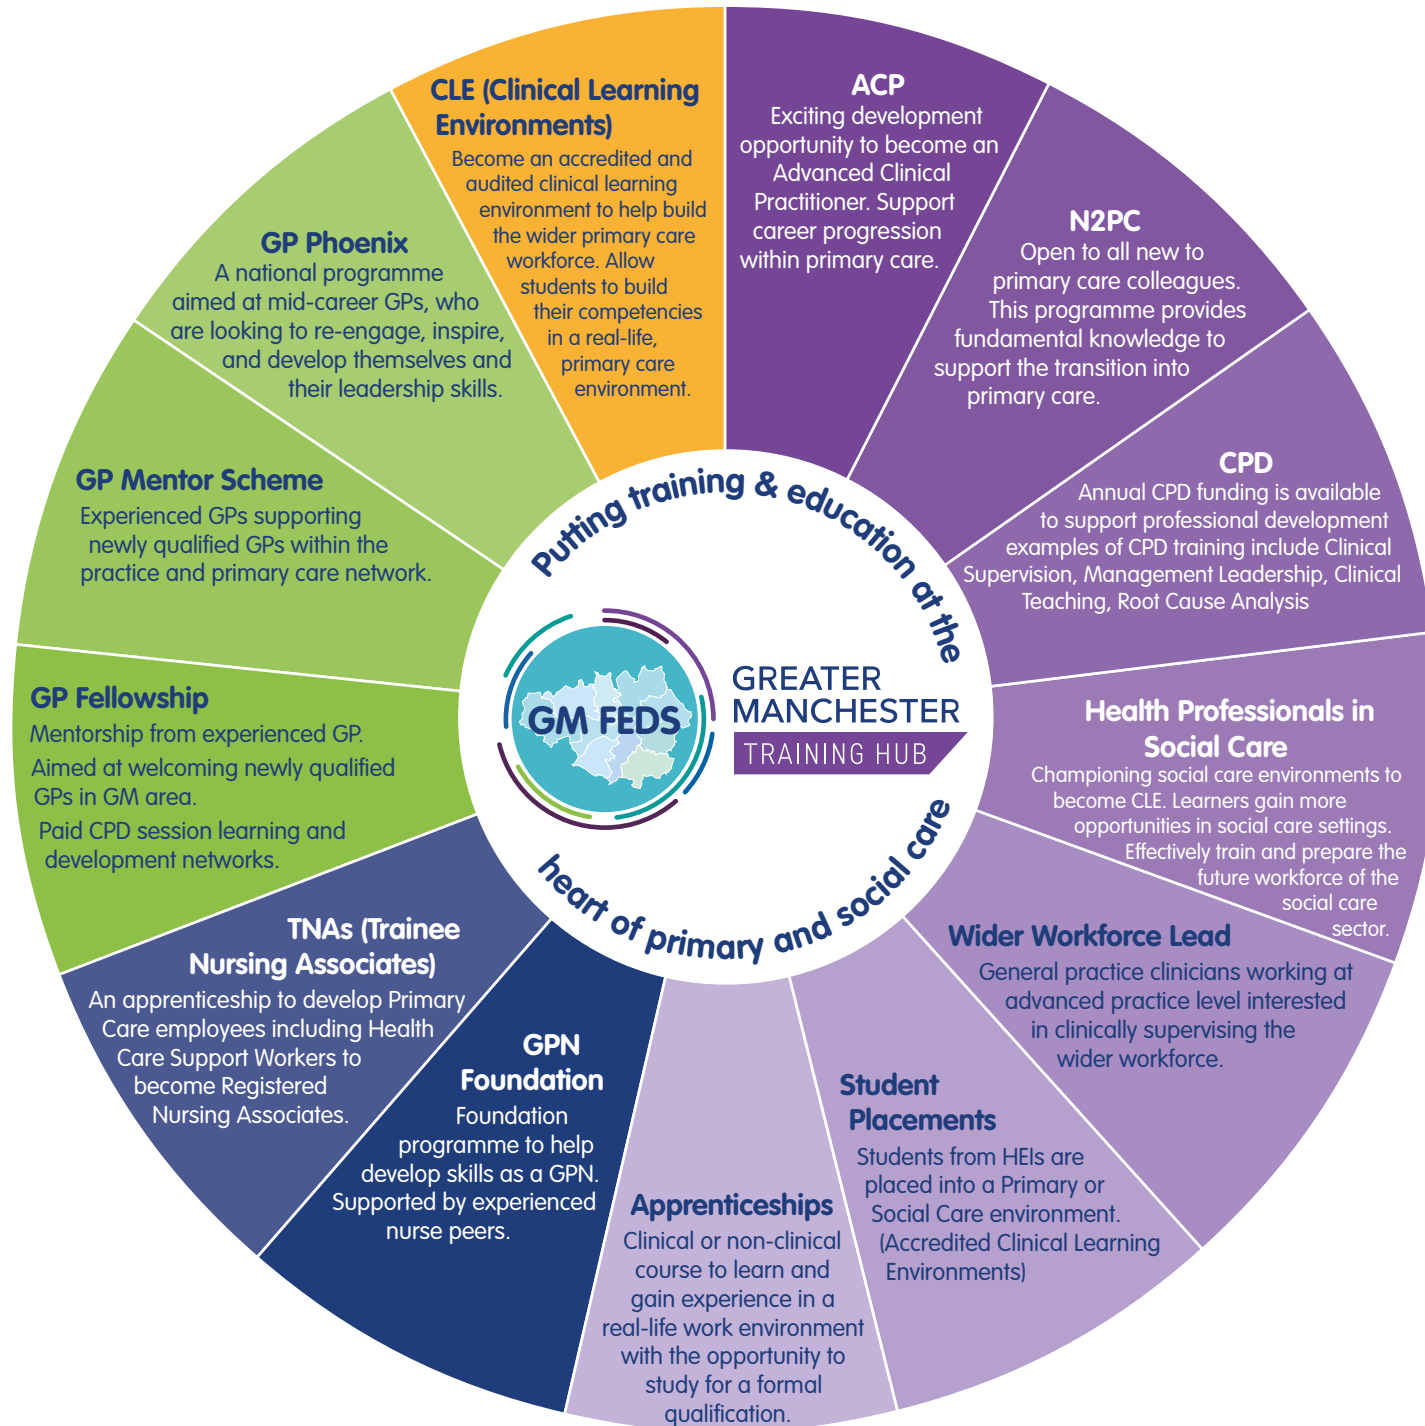 CLE (Clinical Learning
Environments)
Become an accredited and
audited clinical learning
environment to help build
the wider primary care
workforce. Allow
students to build
their competencies
in a real-life,
primary care
environment.
ACP
Exciting development
opportunity to become an
Advanced Clinical
Practitioner. Support
career progression
within primary care.
N2PC
Open to all new to
primary care colleagues.
This programme provides
fundamental knowledge to
support the transition into
primary care.
CPD
Annual CPD funding is available
to support professional development
examples of CPD training include Clinical
Supervision, Management Leadership, Clinical
Teaching, Root Cause Analysis
Health Professionals in
Social Care
Championing social care environments to
become CLE. Learners gain more
opportunities in social care settings.
Effectively train and prepare the
future workforce of the
social care
sector.
Wider Workforce Lead
General practice clinicians working at
advanced practice level interested
in clinically supervising the
wider workforce.
Student
Placements
Students from HEIs are
placed into a Primary or
Social Care environment.
(Accredited Clinical Learning
Environments)
Apprenticeships
Clinical or non-clinical
course to learn and
gain experience in a
real-life work environment
with the opportunity to
study for a formal
qualification.
GPN
Foundation
Foundation
programme to help
develop skills as a GPN.
Supported by experienced
nurse peers.
TNAs (Trainee
Nursing Associates)
An apprenticeship to develop Primary
Care employees including Health
Care Support Workers to
become Registered
Nursing Associates.
GP Fellowship
Mentorship from experienced GP.
Aimed at welcoming newly qualified
GPs in GM area.
Paid CPD session learning and
development networks.
GP Mentor Scheme
Experienced GPs supporting
newly qualified GPs within the
practice and primary care network.
GP Phoenix
A national programme
aimed at mid-career GPs, who
are looking to re-engage, inspire,
and develop themselves and
their leadership skills.
Putting training & education at the
heart of primary and social care
GM FEDS
GREATER
MANCHESTER
TRAINING HUB